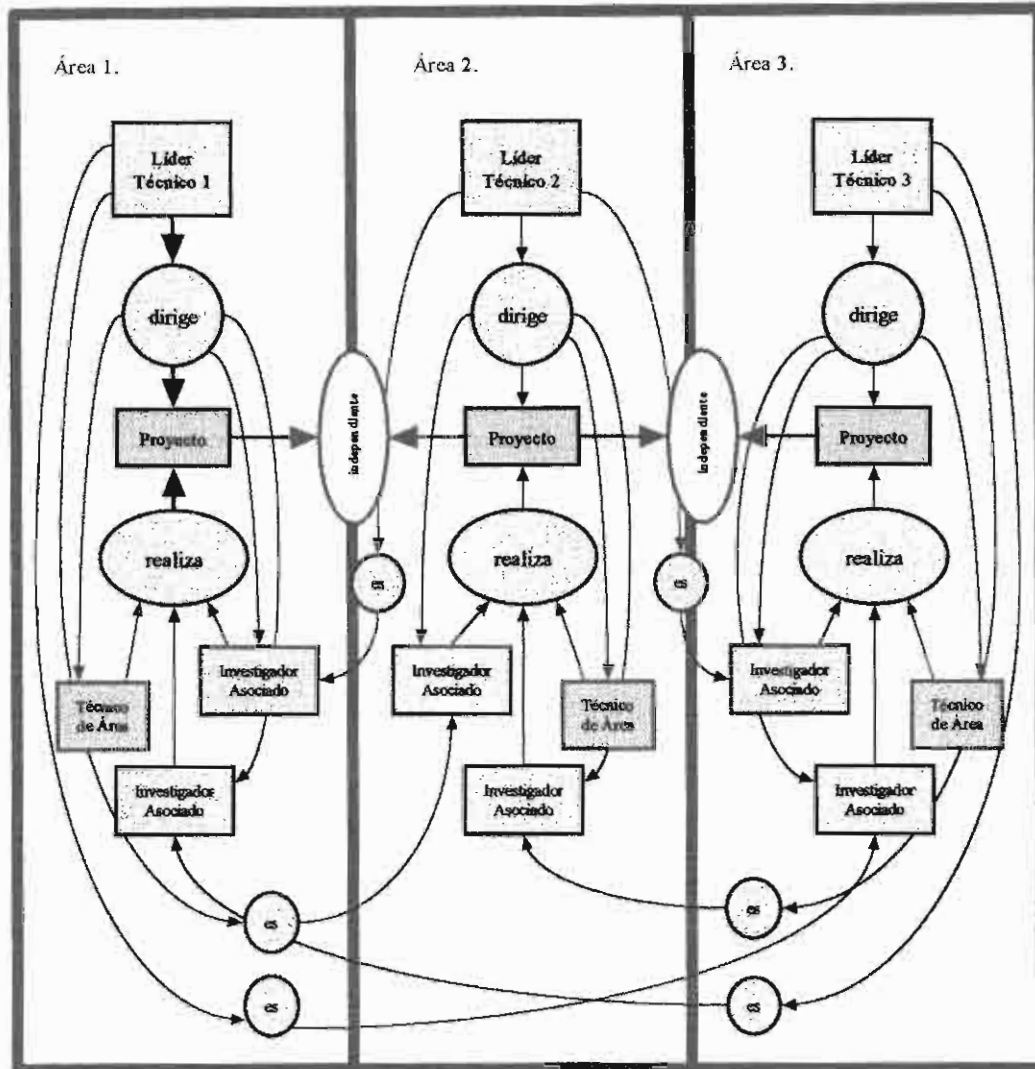 Área 1.
Área 2.
Área 3.
Líder
Técnico 1
Líder
Técnico 2
Líder
Técnico 3
dirige
dirige
dirige
independiente
Independiente
Proyecto
Proyecto
Proyecto
realiza
realiza
realiza
es
es
Investigador
Asociado
Investigador
Asociado
Investigador
Asociado
Técnico
de Área
Técnico
de Área
Técnico
de Área
Investigador
Asociado
Investigador
Asociado
Investigador
Asociado
es
es
es
es